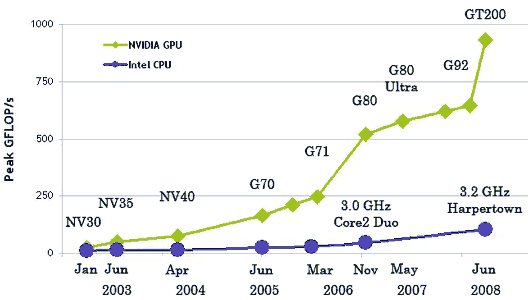 GT200
1000
NVIDIA GPU
Intel CPU
G80
Ultra
G92
750
G80
Peak GFLOP/s
500
G71
G70
NV40
NV35
NV30
250
3.0 GHz
Core2 Duo
3.2 GHz
Harpertown
0
Jan Jun Apr Jun Mar Nov May Jun
2003 2004 2005 2006 2007 2008